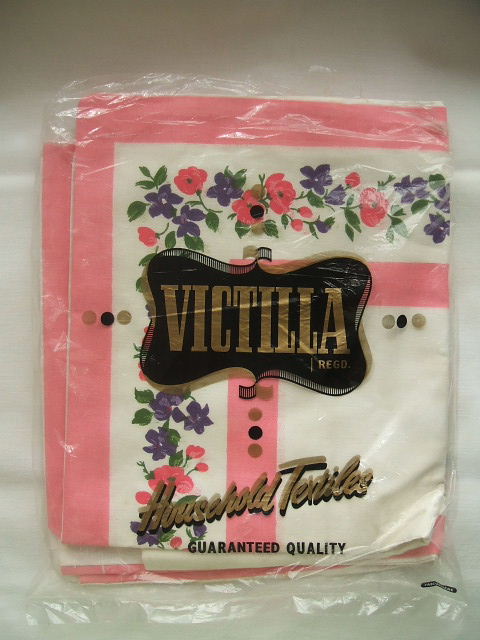 VICTILLA
REGD.
Household Textiles
GUARANTEED QUALITY